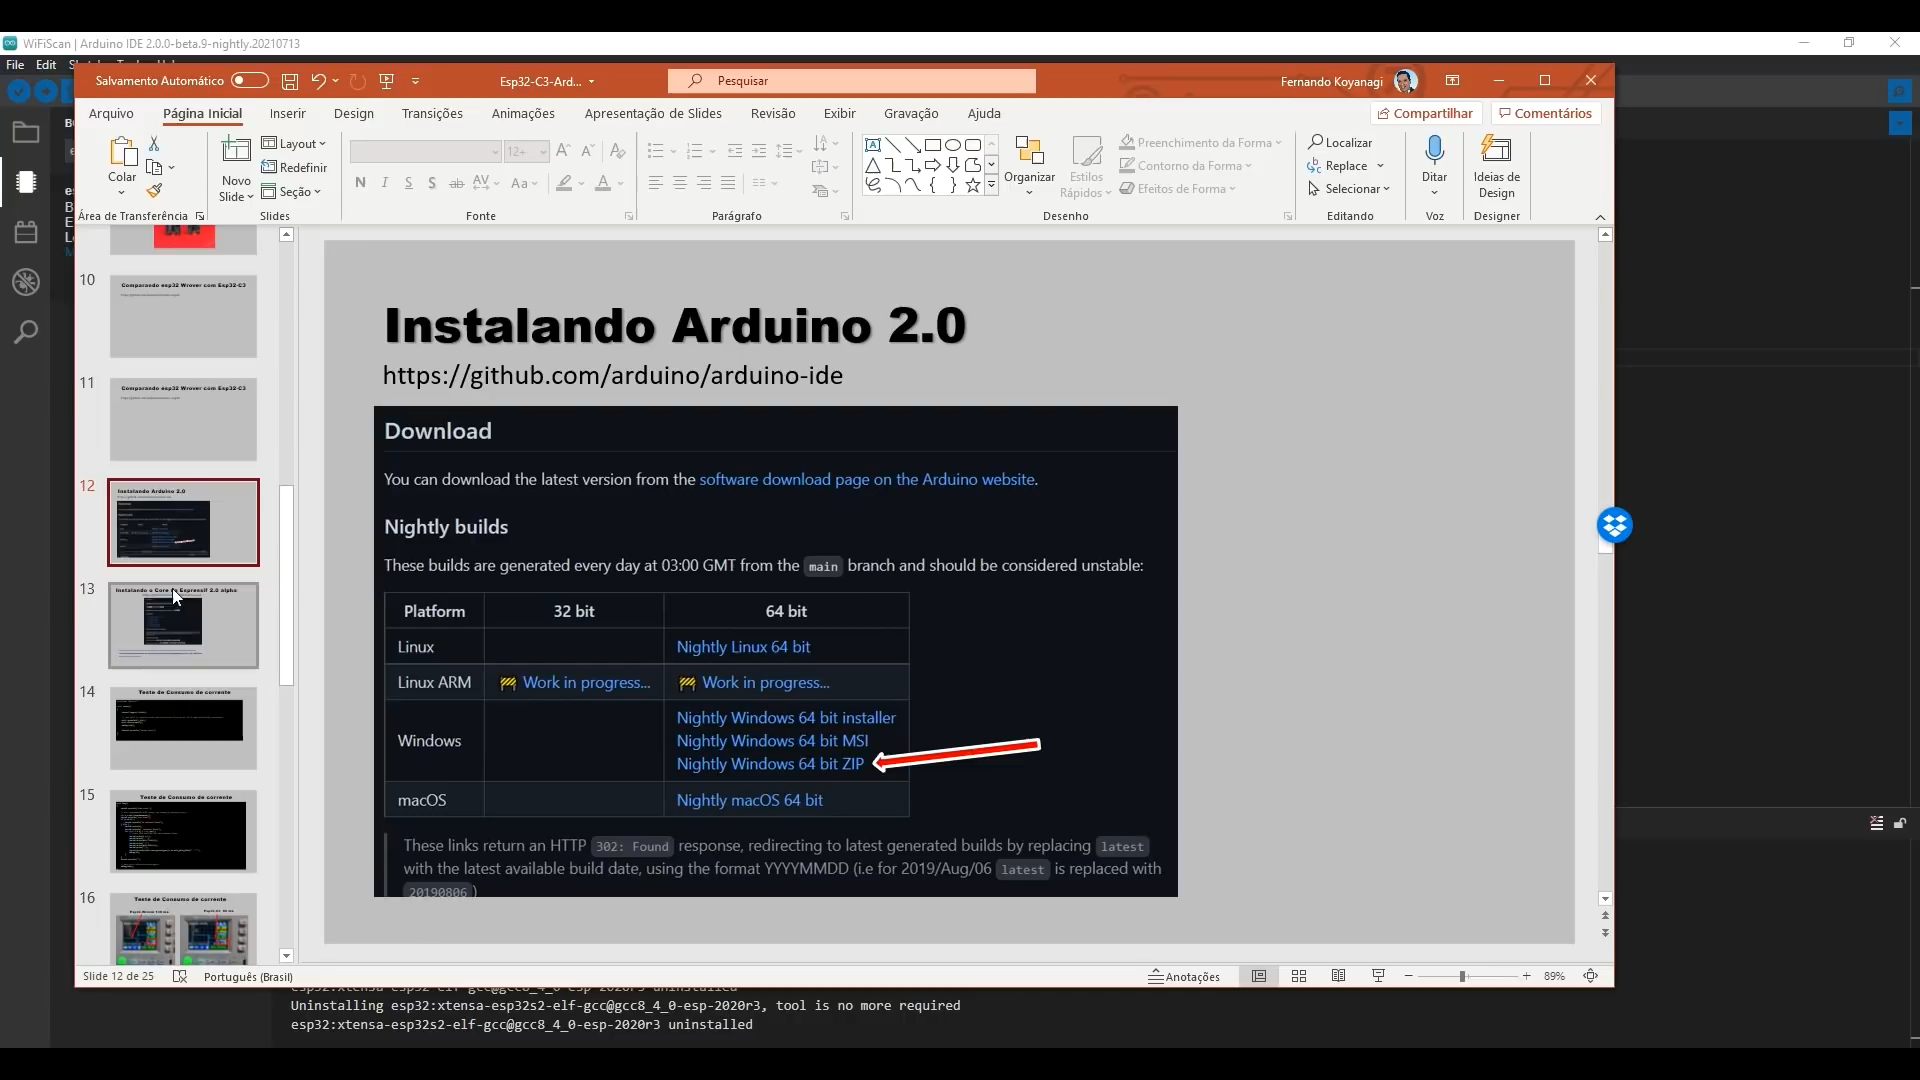 WiFiScan | Arduino IDE 2.0.0-beta.9-nightly.20210713
File Edit
Salvamento Automático
Esp32-C3-Ard...
Pesquisar
Fernando Koyanagi
Arquivo Página Inicial Inserir Design Transições Animações Apresentação de Slides Revisão Exibir Gravação Ajuda
Compartilhar Comentários
Colar
Novo Slide
Layout
Redefinir
Seção
12+
N I S S ab AV Aa A
Organizar
Estilos Rápidos
Preenchimento da Forma
Contorno da Forma
Efeitos de Forma
Localizar
Replace
Selecionar
Ditar
Ideias de Design
Área de Transferência Slides Fonte Parágrafo Desenho Editando Voz Designer
10
Comparando esp32 Wrover com Esp32-C3
11
Comparando esp32 Wrover com Esp32-C3
12
Instalando Arduino 2.0
13
14
Teste de Consumo de corrente
15
Teste de Consumo de corrente
16
Teste de Consumo de corrente
Instalando Arduino 2.0
https://github.com/arduino/arduino-ide
Download
You can download the latest version from the software download page on the Arduino website.
Nightly builds
These builds are generated every day at 03:00 GMT from the main branch and should be considered unstable:
Platform 32 bit 64 bit
Linux Nightly Linux 64 bit
Linux ARM Work in progress... Work in progress...
Windows
Nightly Windows 64 bit installer
Nightly Windows 64 bit MSI
Nightly Windows 64 bit ZIP
macOS Nightly macOS 64 bit
These links return an HTTP 302: Found response, redirecting to latest generated builds by replacing latest
with the latest available build date, using the format YYYYMMDD (i.e for 2019/Aug/06 latest is replaced with
20190806)
Slide 12 de 25 Português (Brasil)
Anotações
89%
Uninstalling esp32:xtensa-esp32s2-elf-gcc@gcc8_4_0-esp-2020r3, tool is no more required
esp32:xtensa-esp32s2-elf-gcc@gcc8_4_0-esp-2020r3 uninstalled